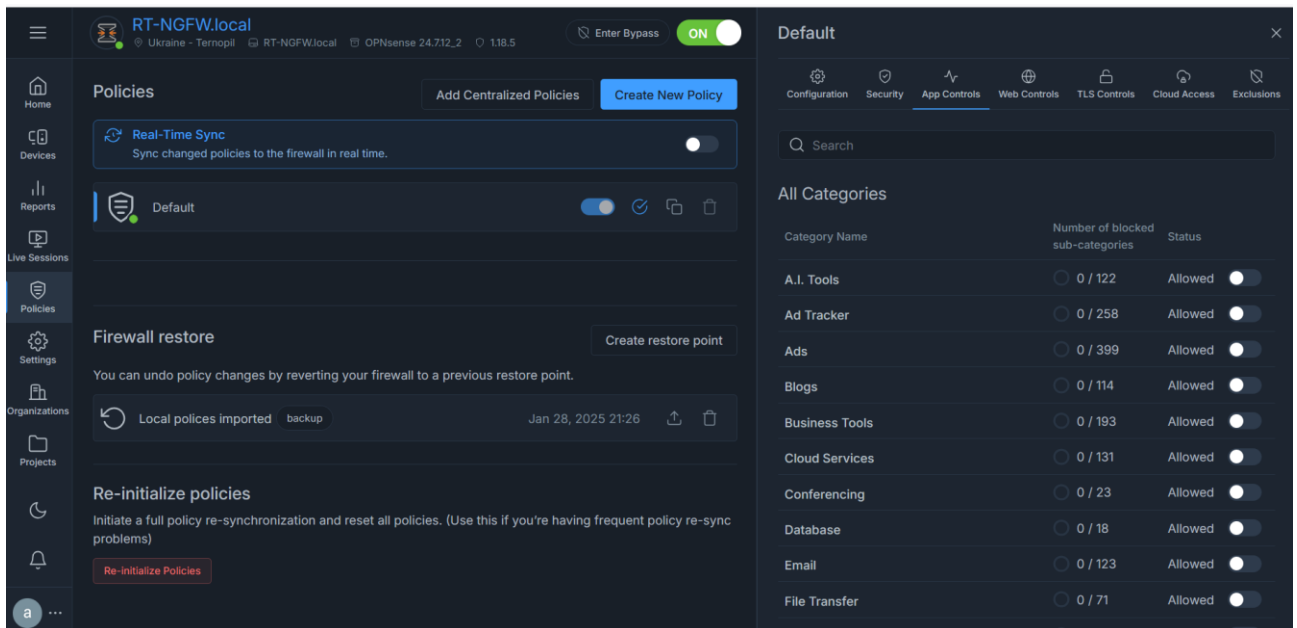 RT-NGFW.local
Ukraine - Ternopil RT-NGFW.local OPNsense 24.7.12_2 1.18.5
Enter Bypass
ON
Home
Devices
Reports
Live Sessions
Policies
Settings
Organizations
Projects
a ...
Policies
Add Centralized Policies
Create New Policy
Real-Time Sync
Sync changed policies to the firewall in real time.
Default
Firewall restore
Create restore point
You can undo policy changes by reverting your firewall to a previous restore point.
Local polices imported backup Jan 28, 2025 21:26
Re-initialize policies
Initiate a full policy re-synchronization and reset all policies. (Use this if you're having frequent policy re-sync
problems)
Re-initialize Policies
Default
Configuration Security App Controls Web Controls TLS Controls Cloud Access Exclusions
Search
All Categories
Category Name
Number of blocked
sub-categories
Status
A.I. Tools 0 / 122 Allowed
Ad Tracker 0 / 258 Allowed
Ads 0 / 399 Allowed
Blogs 0 / 114 Allowed
Business Tools 0 / 193 Allowed
Cloud Services 0 / 131 Allowed
Conferencing 0 / 23 Allowed
Database 0 / 18 Allowed
Email 0 / 123 Allowed
File Transfer 0 / 71 Allowed